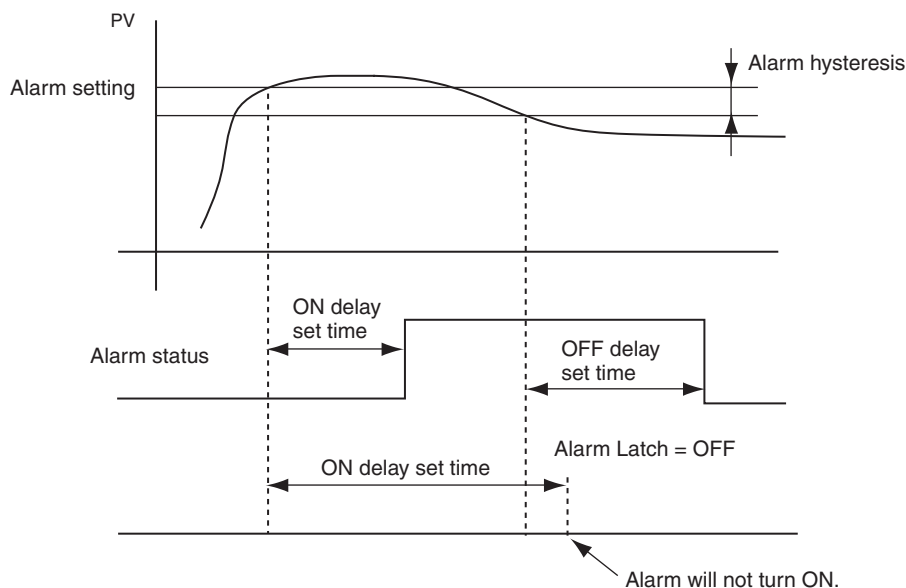 PV
Alarm hysteresis
Alarm setting
ON delay
set time
Alarm status
OFF delay
set time
Alarm Latch = OFF
ON delay set time
Alarm will not turn ON.